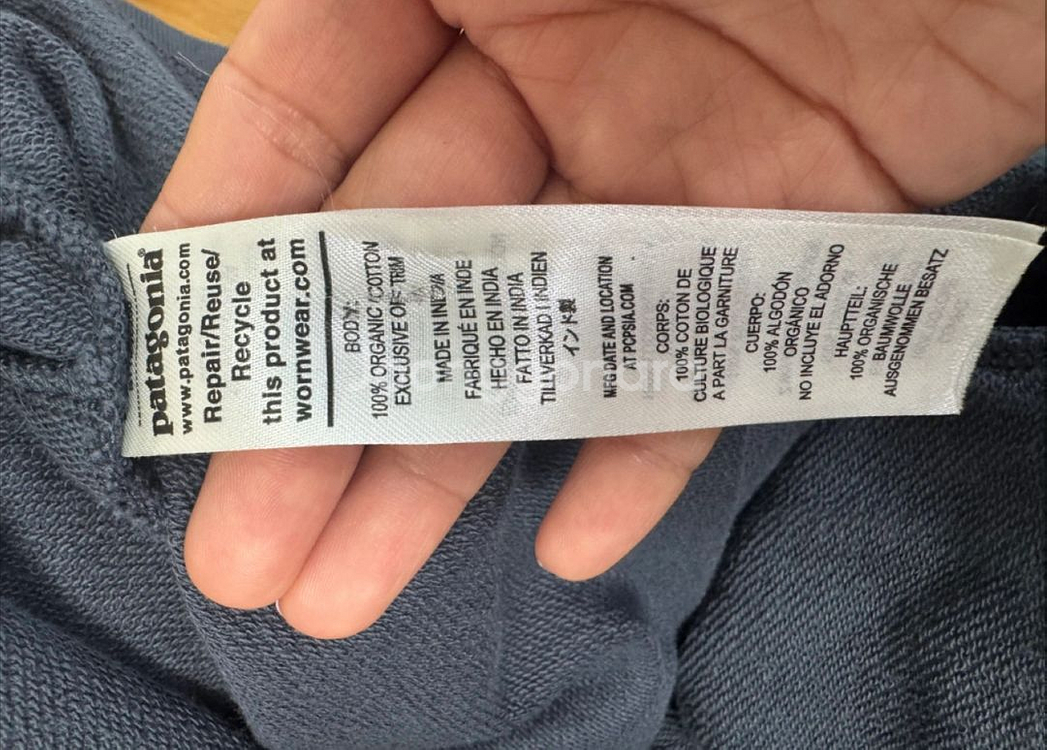 patagonia®
www.patagonia.com
Repair/Reuse/
Recycle
this product at
wornwear.com
BODY:
100% ORGANIC COTTON
EXCLUSIVE OF TRIM
MADE IN INDIA
FABRIQUÉ EN INDE
HECHO EN INDIA
FATTO IN INDIA
TILLVERKAD I INDIEN
インド製
MFG DATE AND LOCATION
AT PCPSIA.COM
CORPS:
100% COTON DE
CULTURE BIOLOGIQUE
A PART LA GARNITURE
CUERPO:
100% ALGODÓN
ORGÁNICO
NO INCLUYE EL ADORNO
HAUPTTEIL:
100% ORGANISCHE
BAUMWOLLE
AUSGENOMMEN BESATZ